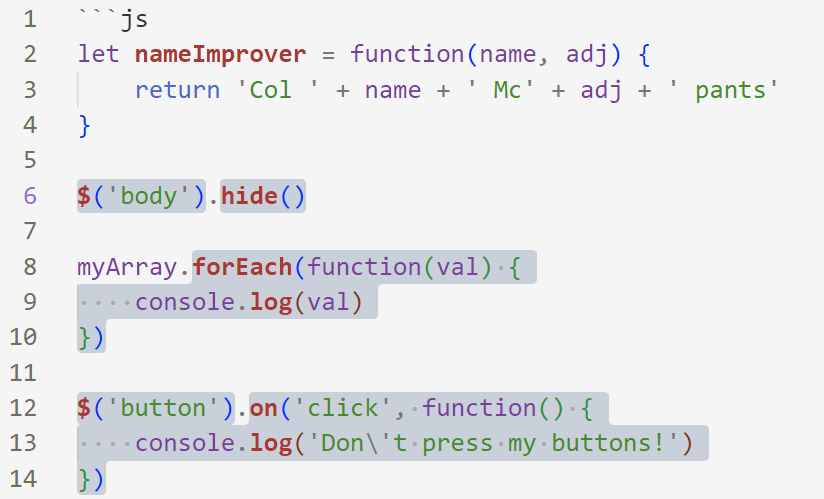 1 ```js
2 let nameImprover = function(name, adj) {
3     return 'Col ' + name + ' Mc' + adj + ' pants'
4 }
5
6 $('body').hide()
7
8 myArray.forEach(function(val) {
9     console.log(val)
10 })
11
12 $('button').on('click', function() {
13     console.log('Don\'t press my buttons!')
14 })